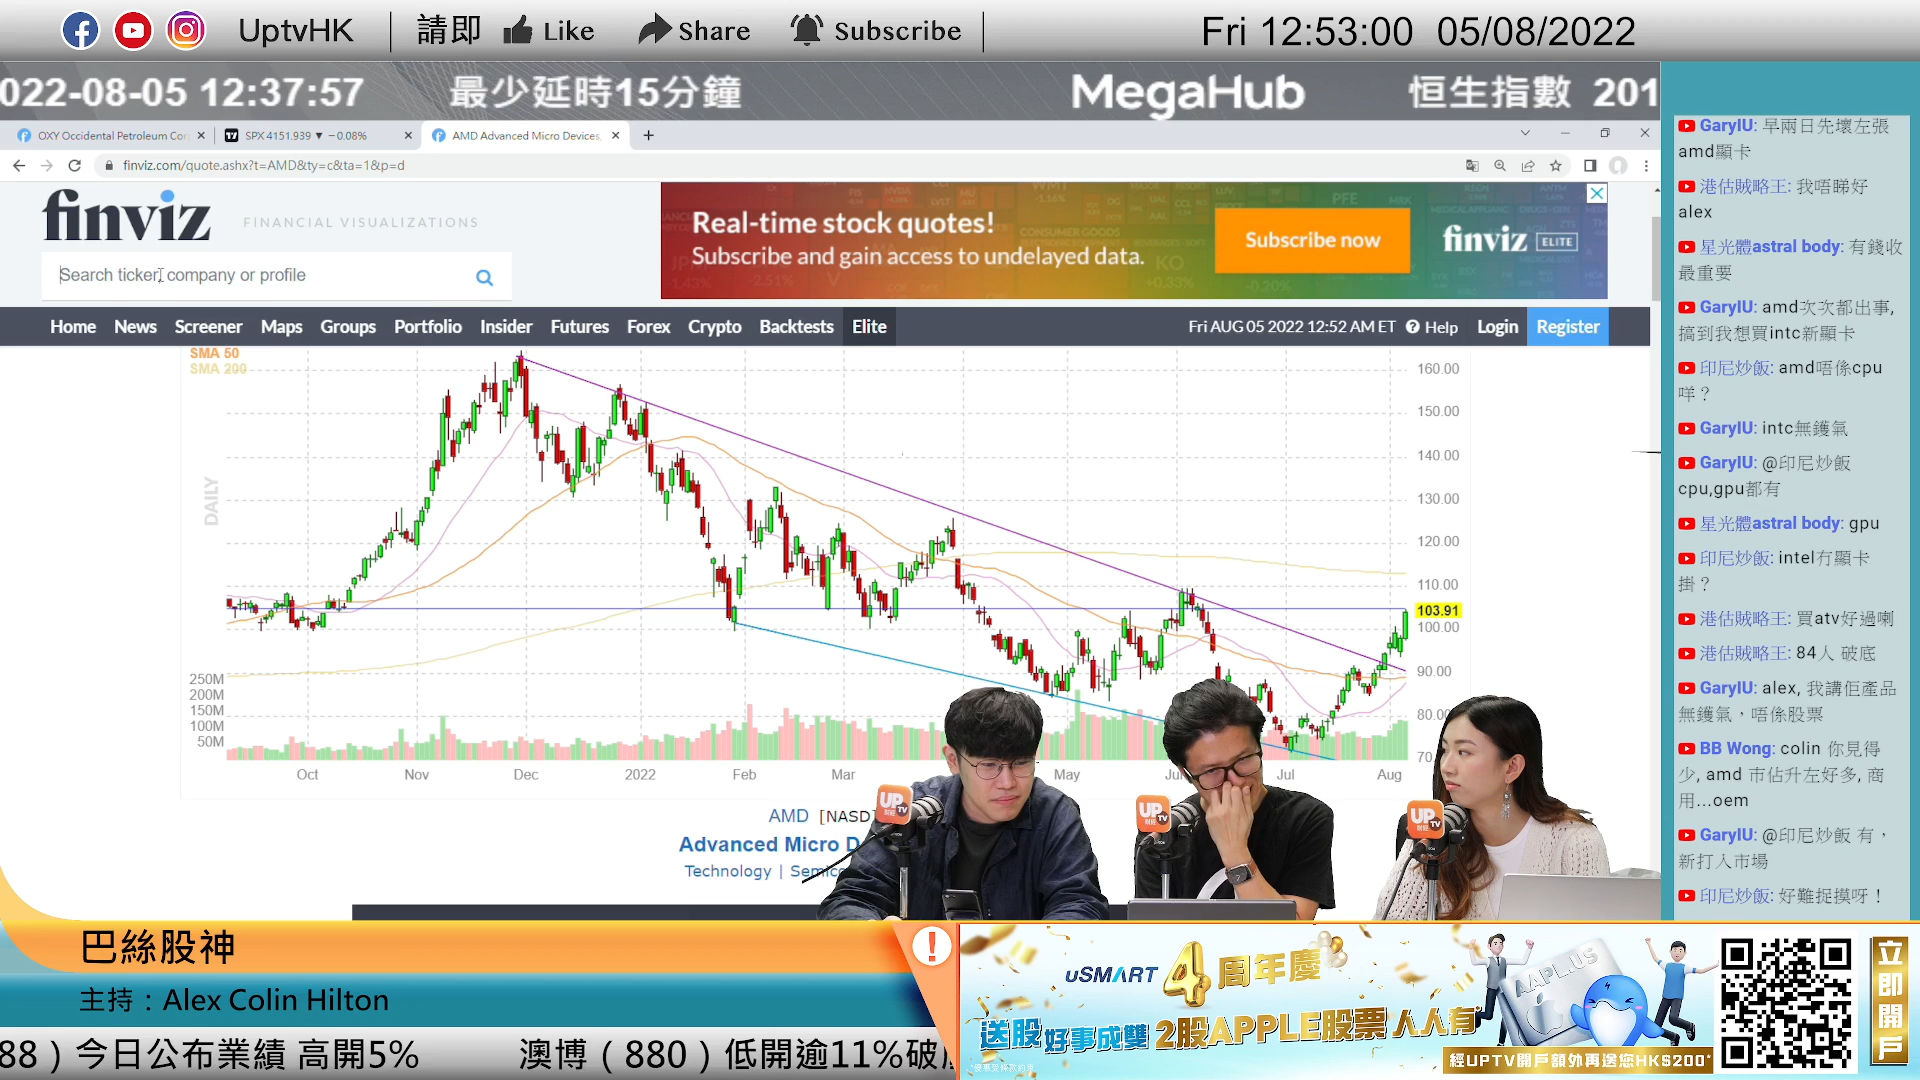 UptvHK
請即
Like
Share
Subscribe
Fri 12:53:00 05/08/2022
022-08-05 12:37:57
最少延時15分鐘
MegaHub
恒生指數 201
OXY Occidental Petroleum Cor
SPX 4151.939 ▼ −0.08%
AMD Advanced Micro Devices,
finviz.com/quote.ashx?t=AMD&ty=c&ta=1&p=d
finviz
FINANCIAL VISUALIZATIONS
Real-time stock quotes!
Subscribe and gain access to undelayed data.
Subscribe now
finviz ELITE
Search ticker, company or profile
Home News Screener Maps Groups Portfolio Insider Futures Forex Crypto Backtests Elite
Fri AUG 05 2022 12:52 AM ET
Help
Login
Register
SMA 50
SMA 200
DAILY
160.00
150.00
140.00
130.00
120.00
110.00
103.91
100.00
90.00
80.00
70.
250M
200M
150M
100M
50M
Oct Nov Dec 2022 Feb Mar May Jun Jul Aug
AMD [NASD
Advanced Micro D
Technology | Semico
UP TV
UP TV
UP TV
GaryIU: 早兩日先壞左張
amd顯卡
港估賊略王: 我唔睇好
alex
星光體astral body: 有錢收
最重要
GaryIU: amd次次都出事,
搞到我想買intc新顯卡
印尼炒飯: amd唔係cpu
咩？
GaryIU: intc無鑊氣
GaryIU: @印尼炒飯
cpu,gpu都有
星光體astral body: gpu
印尼炒飯: intel冇顯卡
掛？
港估賊略王: 買atv好過喇
港估賊略王: 84人 破底
GaryIU: alex, 我講佢產品
無鑊氣，唔係股票
BB Wong: colin 你見得
少, amd 市佔升左好多, 商
用...oem
GaryIU: @印尼炒飯 有，
新打入市場
印尼炒飯: 好難捉摸呀！
巴絲股神
主持：Alex Colin Hilton
88）今日公布業績 高開5%
澳博（880）低開逾11%破底
uSMART 4周年慶
送股好事成雙 2股APPLE股票人人有*
AAPL.US
經UPTV開戶額外再送您HK$200*
立即開戶